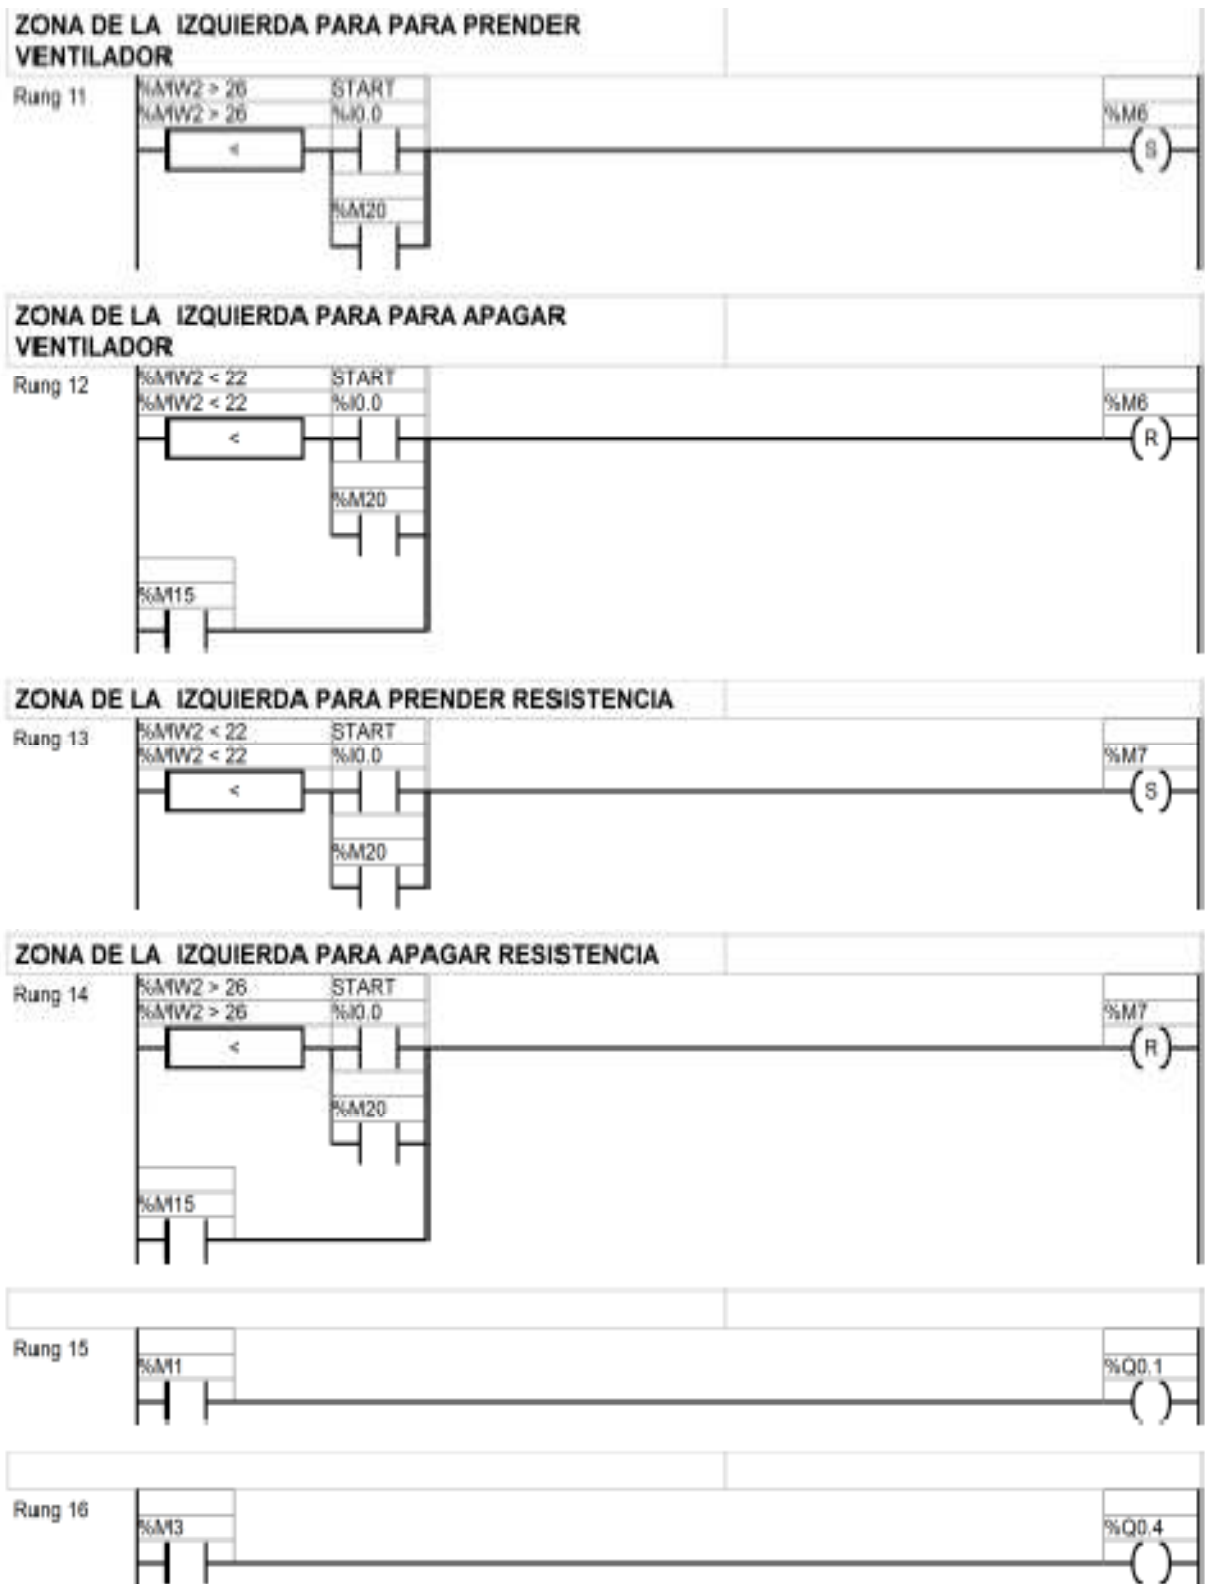 ZONA DE LA IZQUIERDA PARA PARA PRENDER
VENTILADOR
Rung 11
%MW2 > 26 START
%MW2 > 26 %I0.0 %M6
< S
%M20
ZONA DE LA IZQUIERDA PARA PARA APAGAR
VENTILADOR
Rung 12
%MW2 < 22 START
%MW2 < 22 %I0.0 %M6
< R
%M20
%M15
ZONA DE LA IZQUIERDA PARA PRENDER RESISTENCIA
Rung 13
%MW2 < 22 START
%MW2 < 22 %I0.0 %M7
< S
%M20
ZONA DE LA IZQUIERDA PARA APAGAR RESISTENCIA
Rung 14
%MW2 > 26 START
%MW2 > 26 %I0.0 %M7
< R
%M20
%M15
Rung 15
%M1 %Q0.1
Rung 16
%M3 %Q0.4